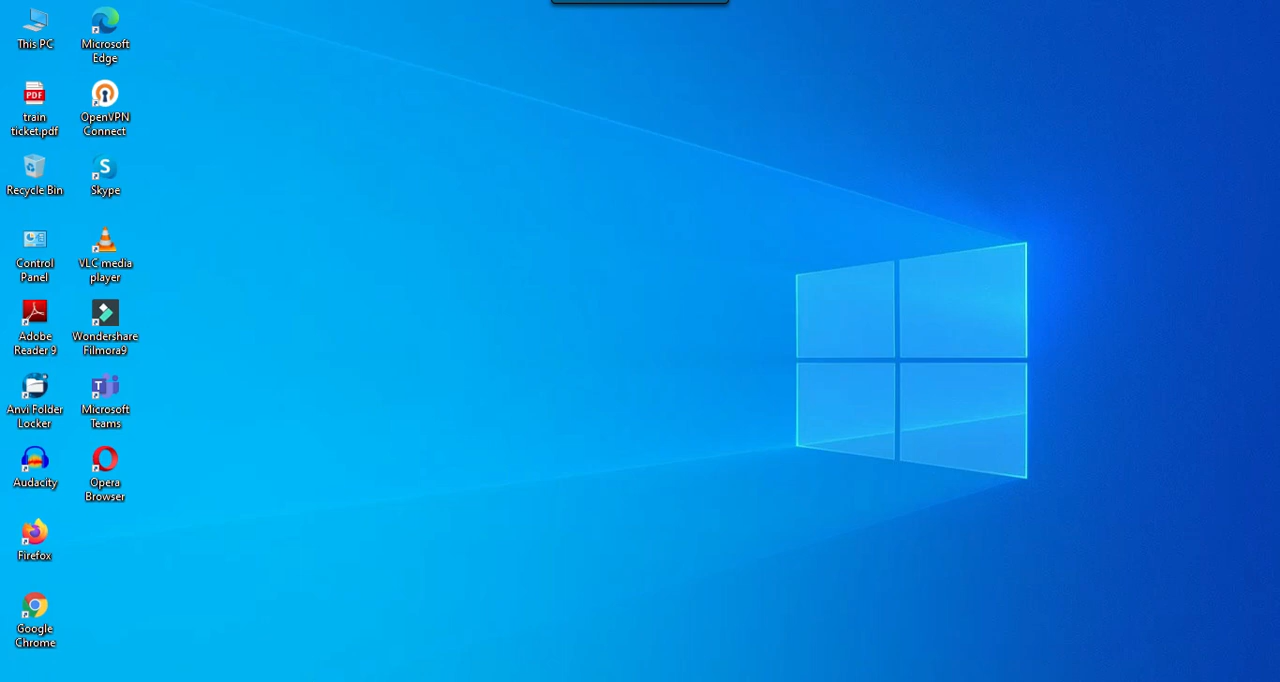 This PC
Microsoft
Edge
PDF
train
ticket.pdf
OpenVPN
Connect
Recycle Bin
S
Skype
Control
Panel
VLC media
player
Adobe
Reader 9
Wondershare
Filmora9
Anvi Folder
Locker
T
Microsoft
Teams
Audacity
Opera
Browser
Firefox
Google
Chrome